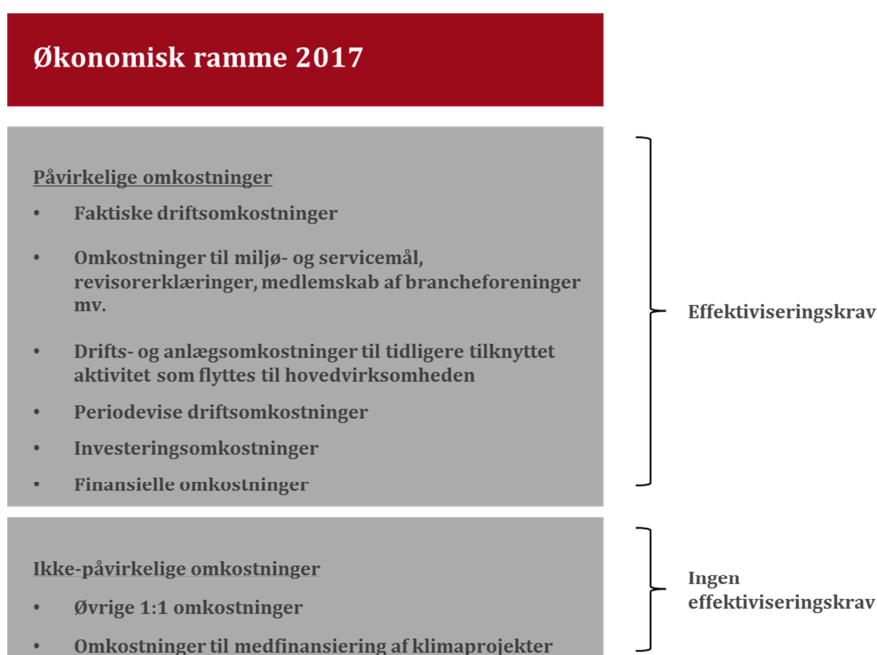 Økonomisk ramme 2017
Påvirkelige omkostninger
• Faktiske driftsomkostninger
• Omkostninger til miljø- og servicemål,
revisorerklæringer, medlemskab af brancheforeninger
mv.
• Drifts- og anlægsomkostninger til tidligere tilknyttet
aktivitet som flyttes til hovedvirksomheden
• Periodevise driftsomkostninger
• Investeringsomkostninger
• Finansielle omkostninger
Effektiviseringskrav
Ikke-påvirkelige omkostninger
• Øvrige 1:1 omkostninger
• Omkostninger til medfinansiering af klimaprojekter
Ingen
effektiviseringskrav